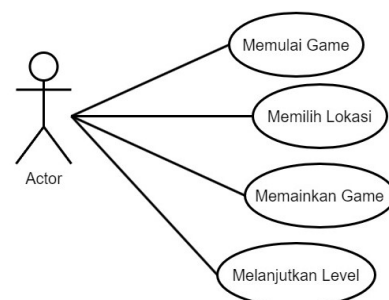 Memulai Game
Memilih Lokasi
Actor
Memainkan Game
Melanjutkan Level